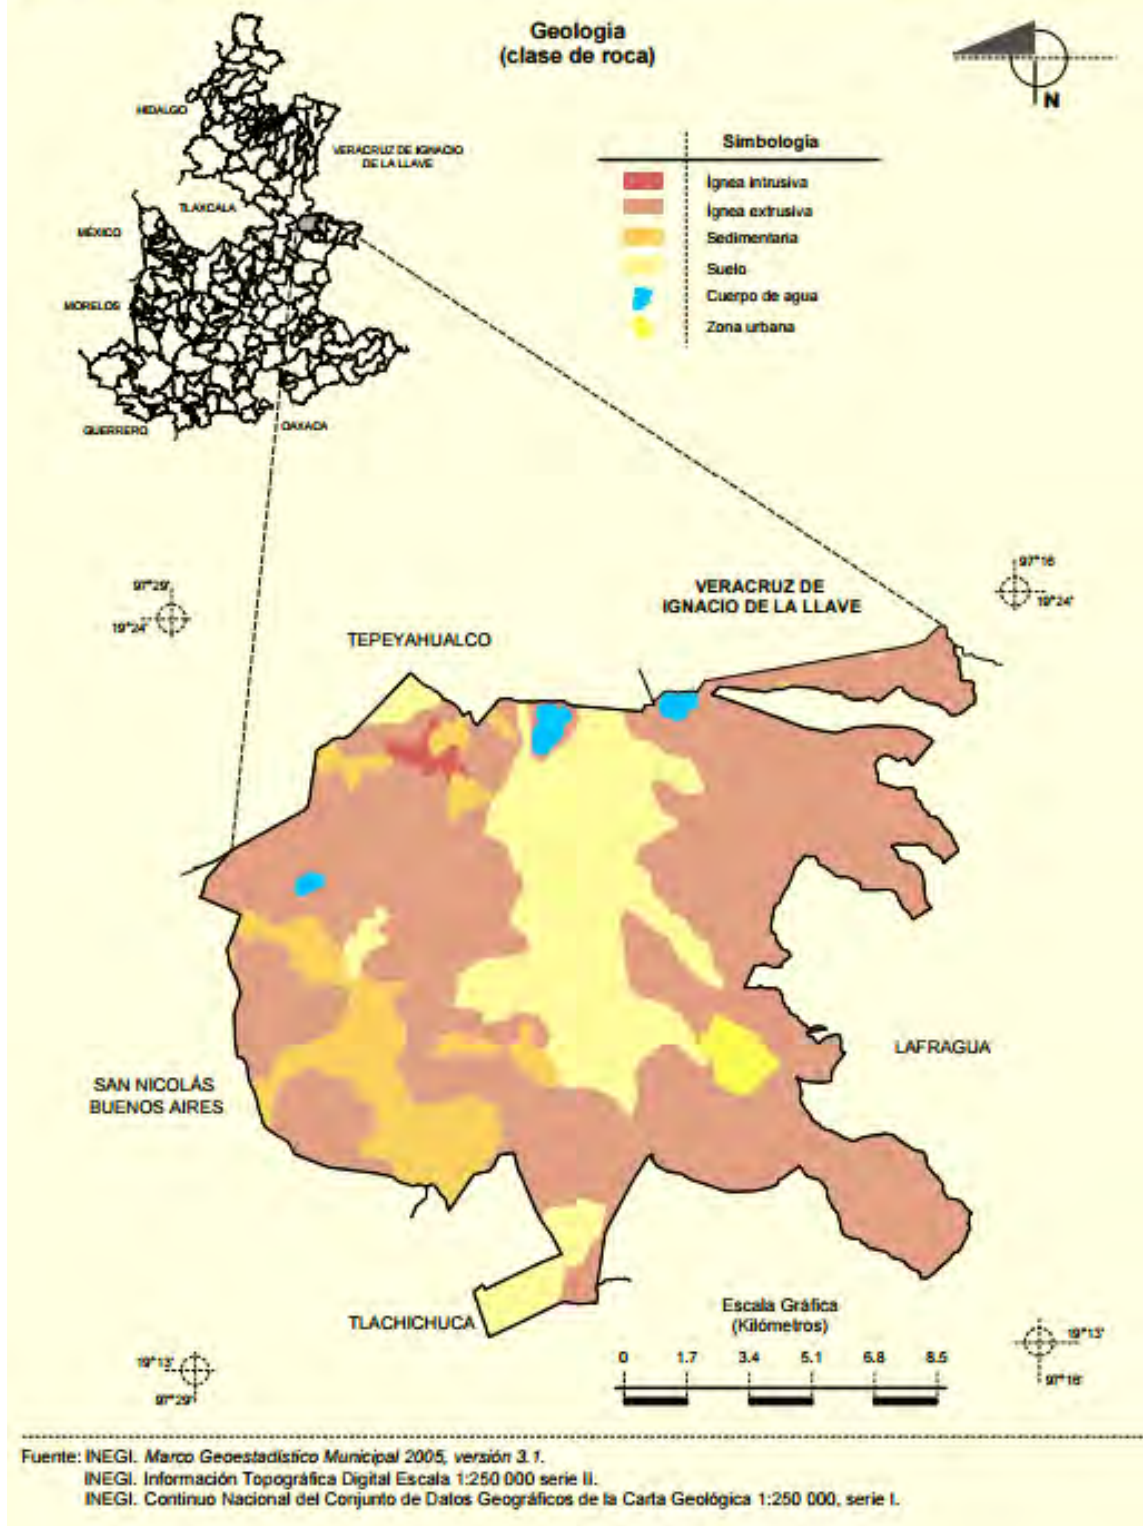 Geología
(clase de roca)
N
HIDALGO
VERACRUZ DE IGNACIO
DE LA LLAVE
TLAXCALA
MÉXICO
MORELOS
GUERRERO
OAXACA
Simbología
Ígnea intrusiva
Ígnea extrusiva
Sedimentaria
Suelo
Cuerpo de agua
Zona urbana
97°29'
19°24'
97°16
19°24'
VERACRUZ DE
IGNACIO DE LA LLAVE
TEPEYAHUALCO
LAFRAGUA
SAN NICOLÁS
BUENOS AIRES
TLACHICHUCA
Escala Gráfica
(Kilómetros)
0 1.7 3.4 5.1 6.8 8.5
19°13'
97°29'
19°13'
97°16'
Fuente: INEGI. Marco Geoestadístico Municipal 2005, versión 3.1.
INEGI. Información Topográfica Digital Escala 1:250 000 serie II.
INEGI. Continuo Nacional del Conjunto de Datos Geográficos de la Carta Geológica 1:250 000, serie I.